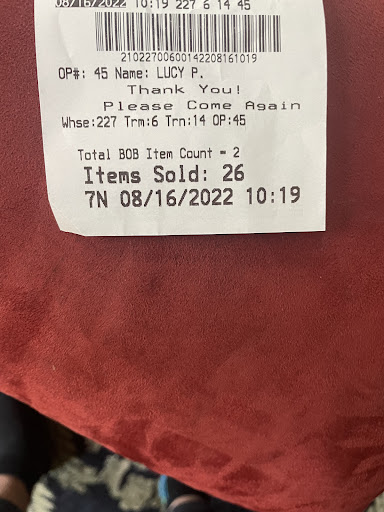 08/16/2022 10:19 227 6 14 45
21022700600142208161019
OP#: 45 Name: LUCY P.
Thank You!
Please Come Again
Whse:227 Trm:6 Trn:14 OP:45
Total BOB Item Count = 2
Items Sold: 26
7N 08/16/2022 10:19